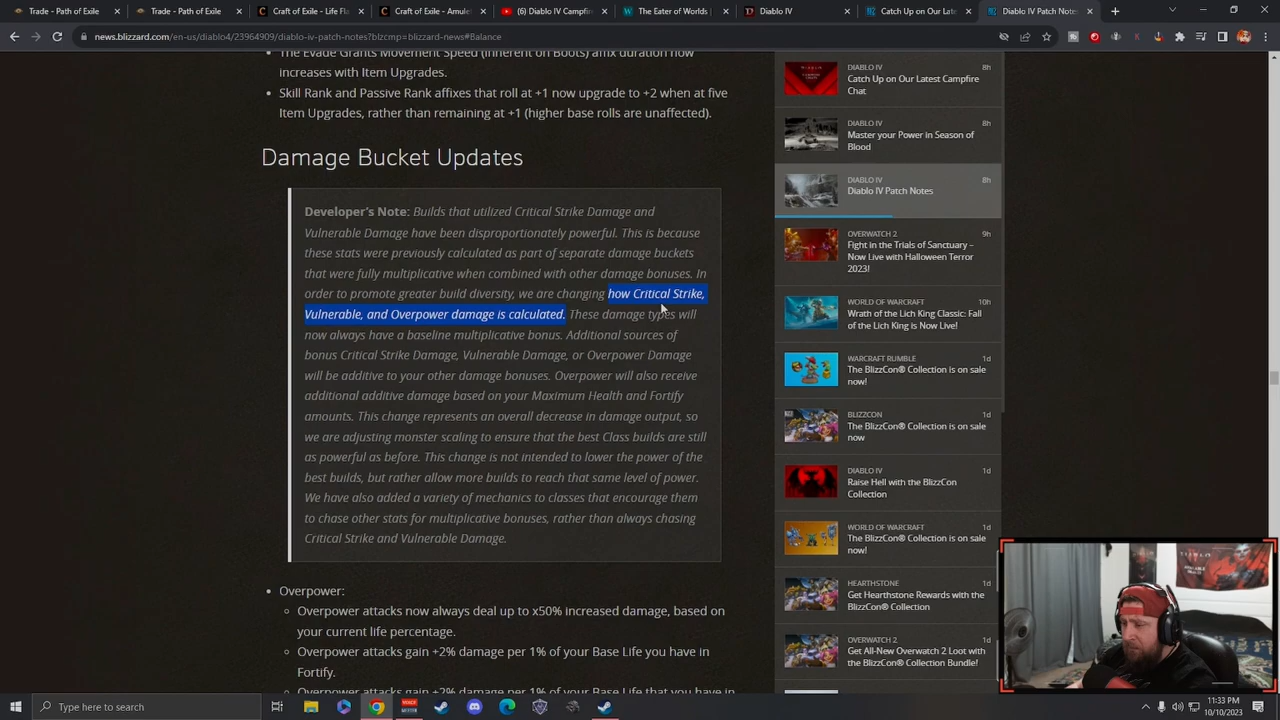 Trade - Path of Exile
Trade - Path of Exile
Craft of Exile - Life Fla
Craft of Exile - Amule
(6) Diablo IV Campfire
The Eater of Worlds |
Diablo IV
Catch Up on Our Late
Diablo IV Patch Notes
news.blizzard.com/en-us/diablo4/23964909/diablo-iv-patch-notes?blzcmp=blizzard-news#Balance
The Evade Grants Movement Speed (Inherent on Boots) amx duration now
increases with Item Upgrades.
Skill Rank and Passive Rank affixes that roll at +1 now upgrade to +2 when at five
Item Upgrades, rather than remaining at +1 (higher base rolls are unaffected).
Damage Bucket Updates
Developer's Note: Builds that utilized Critical Strike Damage and
Vulnerable Damage have been disproportionately powerful. This is because
these stats were previously calculated as part of separate damage buckets
that were fully multiplicative when combined with other damage bonuses. In
order to promote greater build diversity, we are changing how Critical Strike,
Vulnerable, and Overpower damage is calculated. These damage types will
now always have a baseline multiplicative bonus. Additional sources of
bonus Critical Strike Damage, Vulnerable Damage, or Overpower Damage
will be additive to your other damage bonuses. Overpower will also receive
additional additive damage based on your Maximum Health and Fortify
amounts. This change represents an overall decrease in damage output, so
we are adjusting monster scaling to ensure that the best Class builds are still
as powerful as before. This change is not intended to lower the power of the
best builds, but rather allow more builds to reach that same level of power.
We have also added a variety of mechanics to classes that encourage them
to chase other stats for multiplicative bonuses, rather than always chasing
Critical Strike and Vulnerable Damage.
Overpower:
Overpower attacks now always deal up to x50% increased damage, based on
your current life percentage.
Overpower attacks gain +2% damage per 1% of your Base Life you have in
Fortify.
Overpower attacks gain +2% damage per 1% of your Base Life that you have in
DIABLO IV 8h
Catch Up on Our Latest Campfire
Chat
DIABLO IV 8h
Master your Power in Season of
Blood
DIABLO IV 8h
Diablo IV Patch Notes
OVERWATCH 2 9h
Fight in the Trials of Sanctuary –
Now Live with Halloween Terror
2023!
WORLD OF WARCRAFT 10h
Wrath of the Lich King Classic: Fall
of the Lich King is Now Live!
WARCRAFT RUMBLE 1d
The BlizzCon® Collection is on sale
now!
BLIZZCON 1d
The BlizzCon® Collection is on sale
now
DIABLO IV 1d
Raise Hell with the BlizzCon
Collection
WORLD OF WARCRAFT 1d
The BlizzCon® Collection is on sale
now!
HEARTHSTONE 1d
Get Hearthstone Rewards with the
BlizzCon® Collection
OVERWATCH 2 1d
Get All-New Overwatch 2 Loot with
the BlizzCon® Collection Bundle!
Type here to search
11:33 PM
10/10/2023